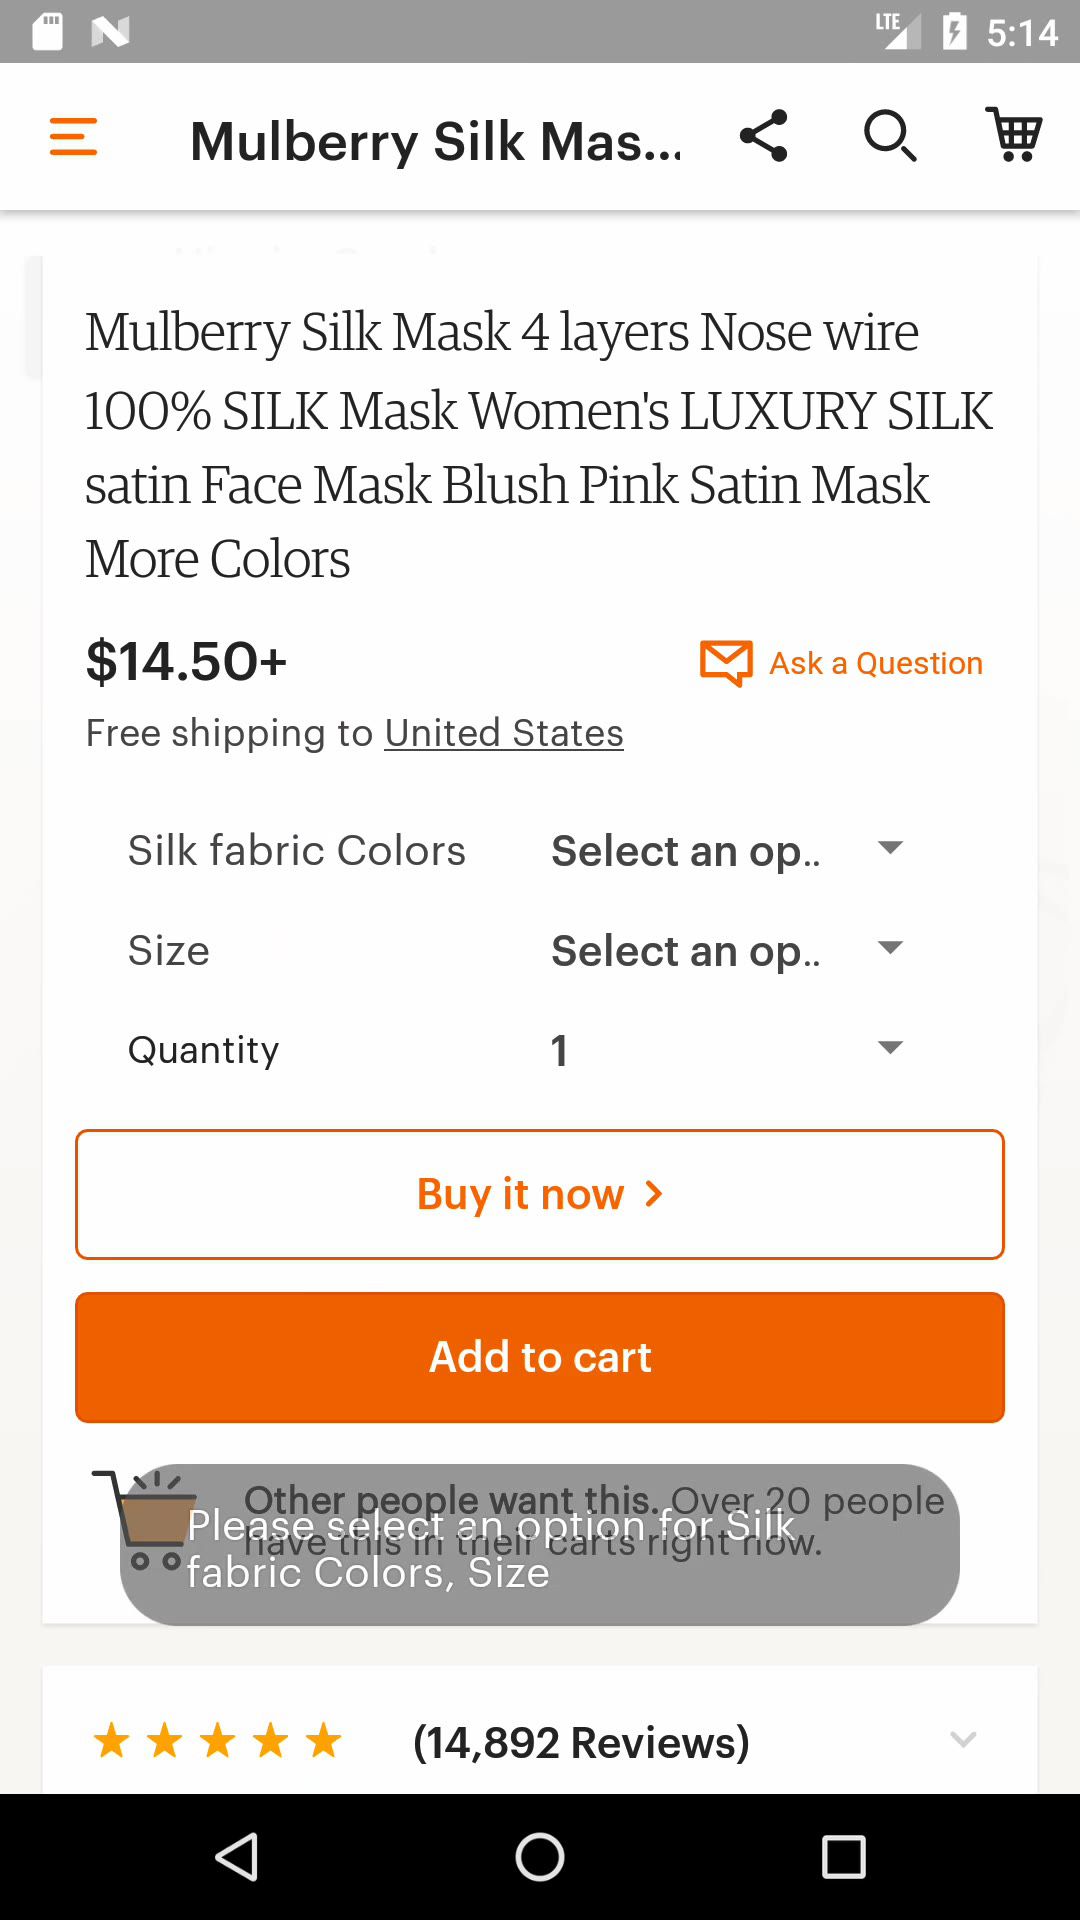 LTE 5:14
Mulberry Silk Mas...
Mulberry Silk Mask 4 layers Nose wire
100% SILK Mask Women's LUXURY SILK
satin Face Mask Blush Pink Satin Mask
More Colors
$14.50+
Ask a Question
Free shipping to United States
Silk fabric Colors Select an op..
Size Select an op..
Quantity 1
Buy it now
Add to cart
Other people want this. Over 20 people
have this in their carts right now.
Please select an option for Silk
fabric Colors, Size
(14,892 Reviews)